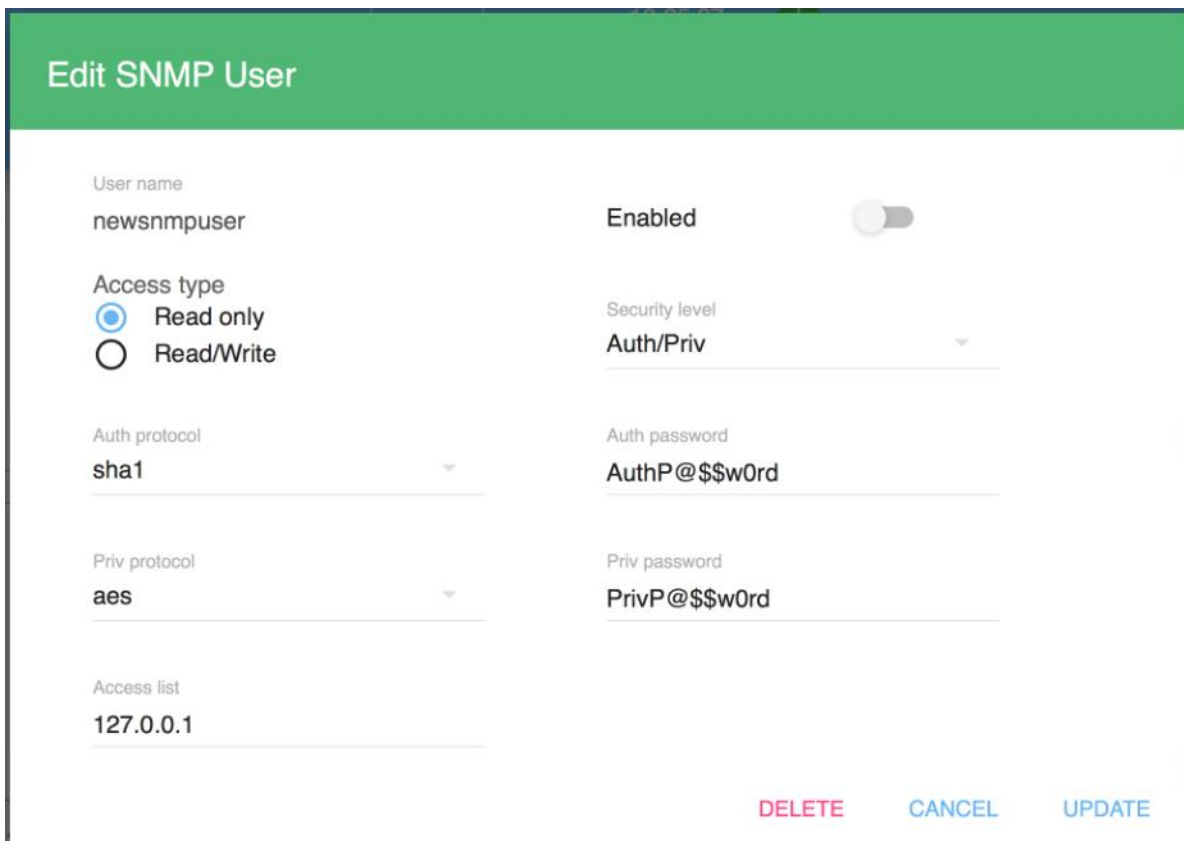 Edit SNMP User
User name
newsnmpuser
Enabled
Access type
Read only
Read/Write
Security level
Auth/Priv
Auth protocol
sha1
Auth password
AuthP@$$w0rd
Priv protocol
aes
Priv password
PrivP@$$w0rd
Access list
127.0.0.1
DELETE CANCEL UPDATE